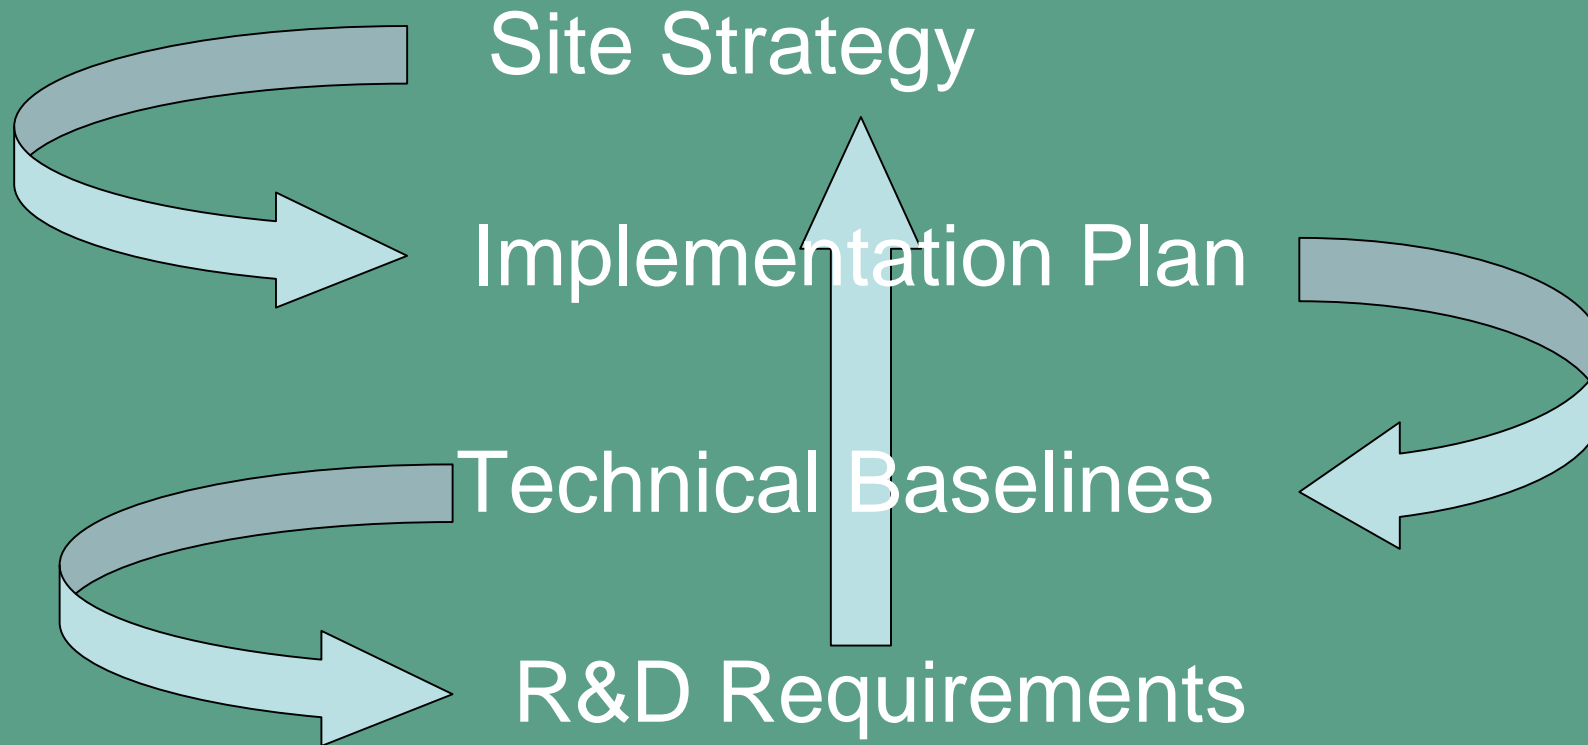 Site Strategy
Implementation Plan
Technical Baselines
R&D Requirements